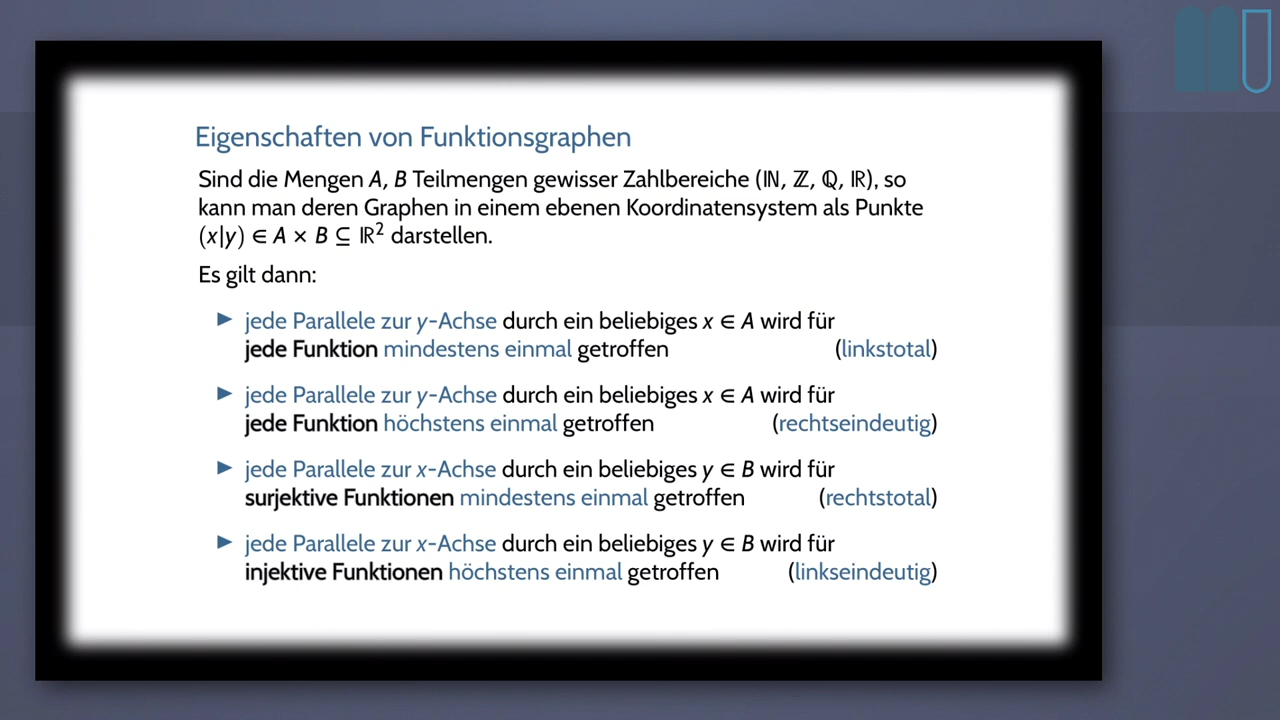 Eigenschaften von Funktionsgraphen
Sind die Mengen A, B Teilmengen gewisser Zahlbereiche (ℕ, ℤ, ℚ, ℝ), so
kann man deren Graphen in einem ebenen Koordinatensystem als Punkte
(x|y) ∈ A × B ⊆ ℝ² darstellen.
Es gilt dann:
► jede Parallele zur y-Achse durch ein beliebiges x ∈ A wird für
jede Funktion mindestens einmal getroffen (linkstotal)
► jede Parallele zur y-Achse durch ein beliebiges x ∈ A wird für
jede Funktion höchstens einmal getroffen (rechtseindeutig)
► jede Parallele zur x-Achse durch ein beliebiges y ∈ B wird für
surjektive Funktionen mindestens einmal getroffen (rechtstotal)
► jede Parallele zur x-Achse durch ein beliebiges y ∈ B wird für
injektive Funktionen höchstens einmal getroffen (linkseindeutig)